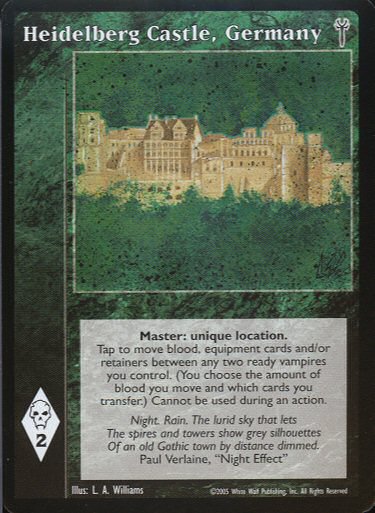 Heidelberg Castle, Germany
Master: unique location.
Tap to move blood, equipment cards and/or
retainers between any two ready vampires
you control. (You choose the amount of
blood you move and which cards you
transfer.) Cannot be used during an action.
Night. Rain. The lurid sky that lets
The spires and towers show grey silhouettes
Of an old Gothic town by distance dimmed.
Paul Verlaine, "Night Effect"
2
Illus: L. A. Williams
©2005 White Wolf Publishing, Inc. All Rights Reserved